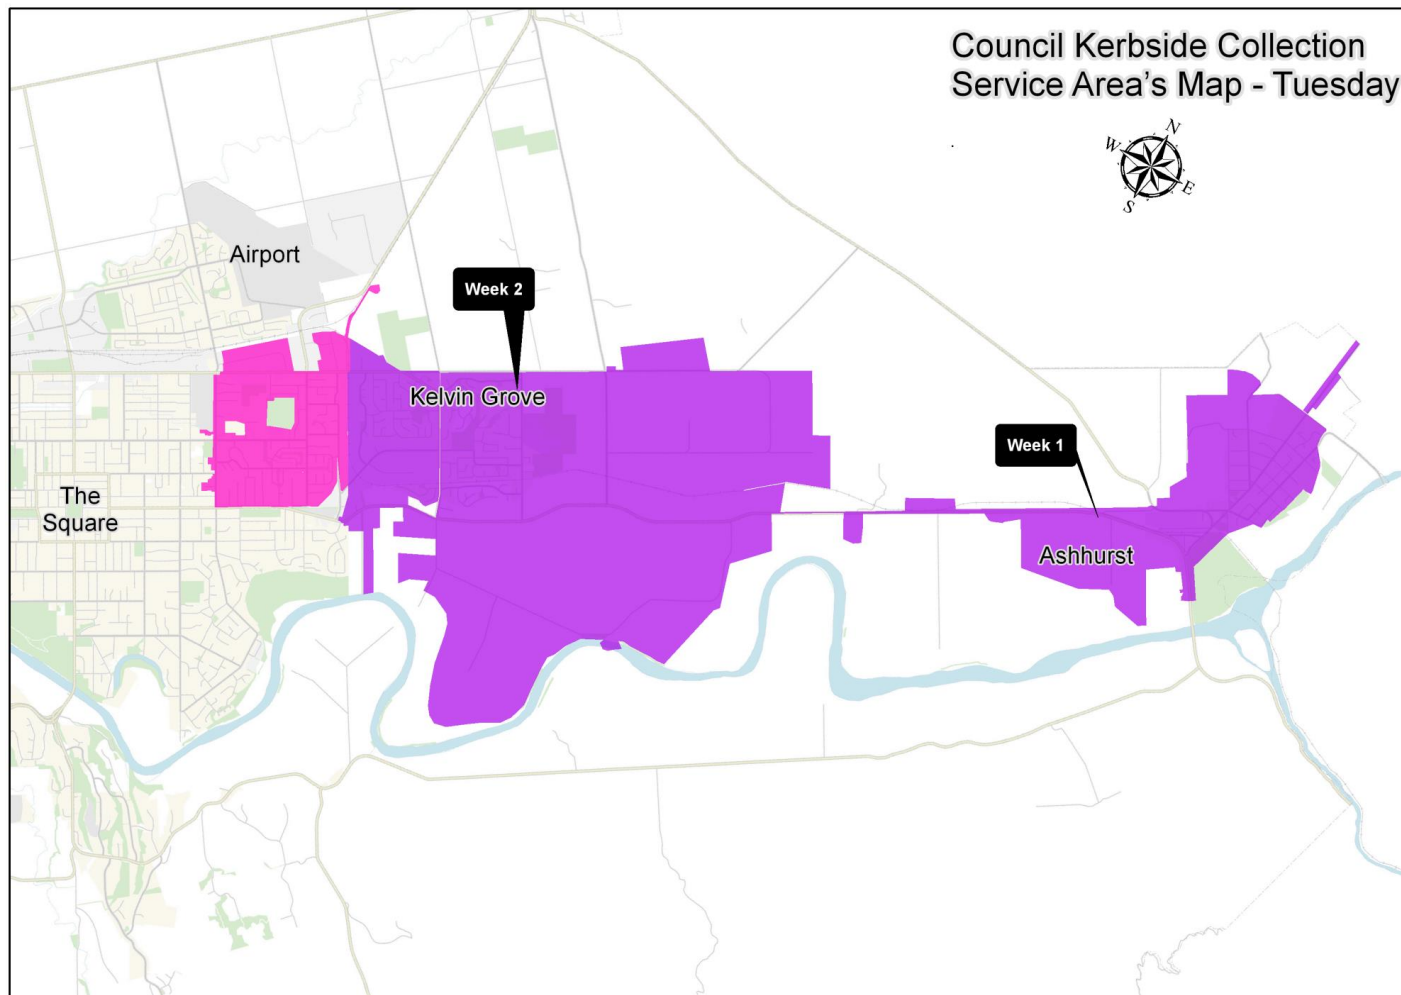 Council Kerbside Collection
Service Area's Map - Tuesday
N
W
E
S
Airport
Week 2
Kelvin Grove
Week 1
The
Square
Ashhurst